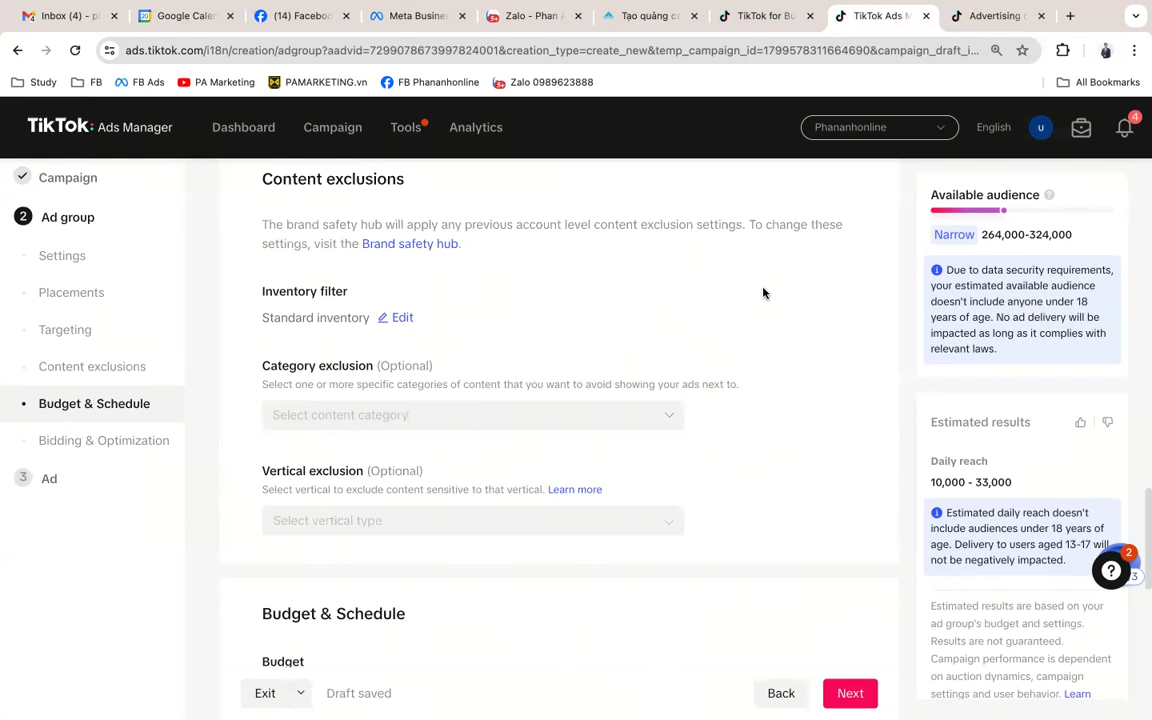 Inbox (4) - pl
Google Caler
(14) Faceboo
Meta Busine
Zalo - Phan A
Tạo quảng cá
TikTok for Bu
TikTok Ads M
Advertising o
ads.tiktok.com/i18n/creation/adgroup?aadvid=7299078673997824001&creation_type=create_new&temp_campaign_id=1799578311664690&campaign_draft_i...
Study
FB
FB Ads
PA Marketing
PAMARKETING.vn
FB Phananhonline
Zalo 0989623888
All Bookmarks
TikTok: Ads Manager
Dashboard
Campaign
Tools
Analytics
Phananhonline
English
U
4
Campaign
2 Ad group
Settings
Placements
Targeting
Content exclusions
Budget & Schedule
Bidding & Optimization
3 Ad
Content exclusions
The brand safety hub will apply any previous account level content exclusion settings. To change these
settings, visit the Brand safety hub.
Inventory filter
Standard inventory Edit
Category exclusion (Optional)
Select one or more specific categories of content that you want to avoid showing your ads next to.
Select content category
Vertical exclusion (Optional)
Select vertical to exclude content sensitive to that vertical. Learn more
Select vertical type
Budget & Schedule
Budget
Exit
Draft saved
Back
Next
Available audience
Narrow 264,000-324,000
Due to data security requirements,
your estimated available audience
doesn't include anyone under 18
years of age. No ad delivery will be
impacted as long as it complies with
relevant laws.
Estimated results
Daily reach
10,000 - 33,000
Estimated daily reach doesn't
include audiences under 18 years of
age. Delivery to users aged 13-17 will
not be negatively impacted.
2
3
Estimated results are based on your
ad group's budget and settings.
Results are not guaranteed.
Campaign performance is dependent
on auction dynamics, campaign
settings and user behavior. Learn